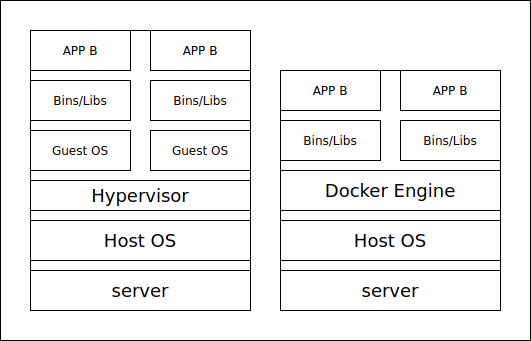 APP B
APP B
Bins/Libs
Bins/Libs
Guest OS
Guest OS
Hypervisor
Host OS
server
APP B
APP B
Bins/Libs
Bins/Libs
Docker Engine
Host OS
server